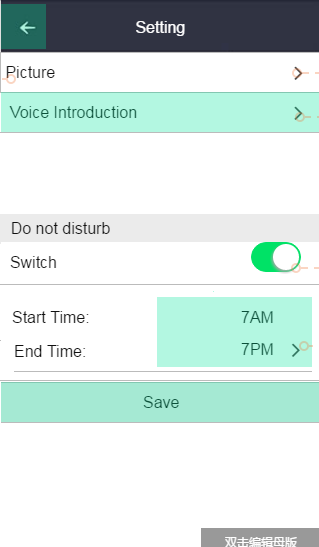 Setting
Picture
Voice Introduction
Do not disturb
Switch
Start Time: 7AM
End Time: 7PM
Save
双击编辑母版